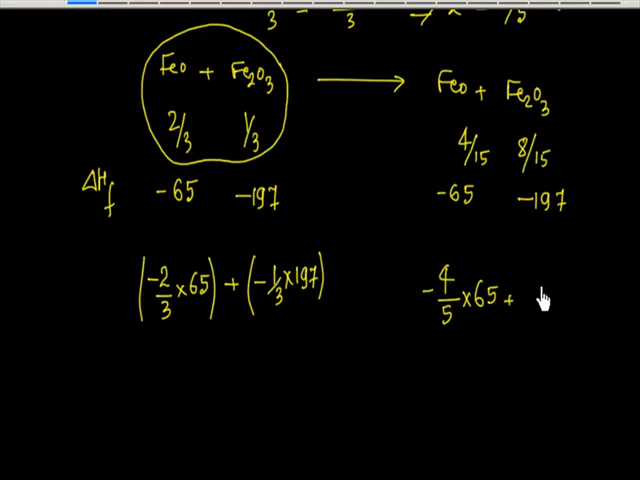 FeO + Fe2O3 ⟶ FeO + Fe2O3
2/3 1/3 4/15 8/15
ΔHf -65 -197 -65 -197
(-2/3 × 65) + (-1/3 × 197) -4/5 × 65 +